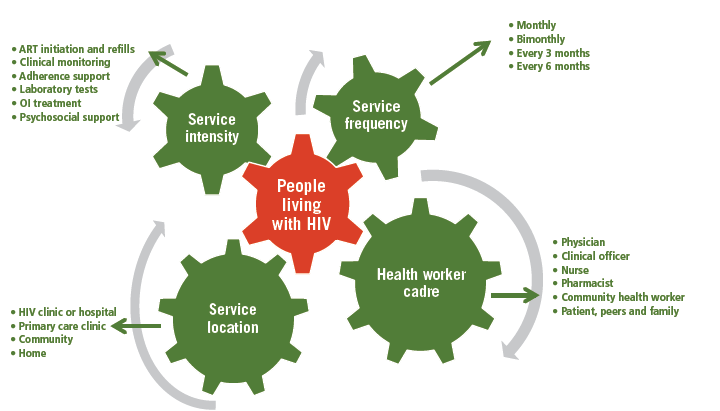 • Monthly
• Bimonthly
• Every 3 months
• Every 6 months
• ART initiation and refills
• Clinical monitoring
• Adherence support
• Laboratory tests
• OI treatment
• Psychosocial support
Service
intensity
Service
frequency
People
living
with HIV
Health worker
cadre
• Physician
• Clinical officer
• Nurse
• Pharmacist
• Community health worker
• Patient, peers and family
Service
location
• HIV clinic or hospital
• Primary care clinic
• Community
• Home